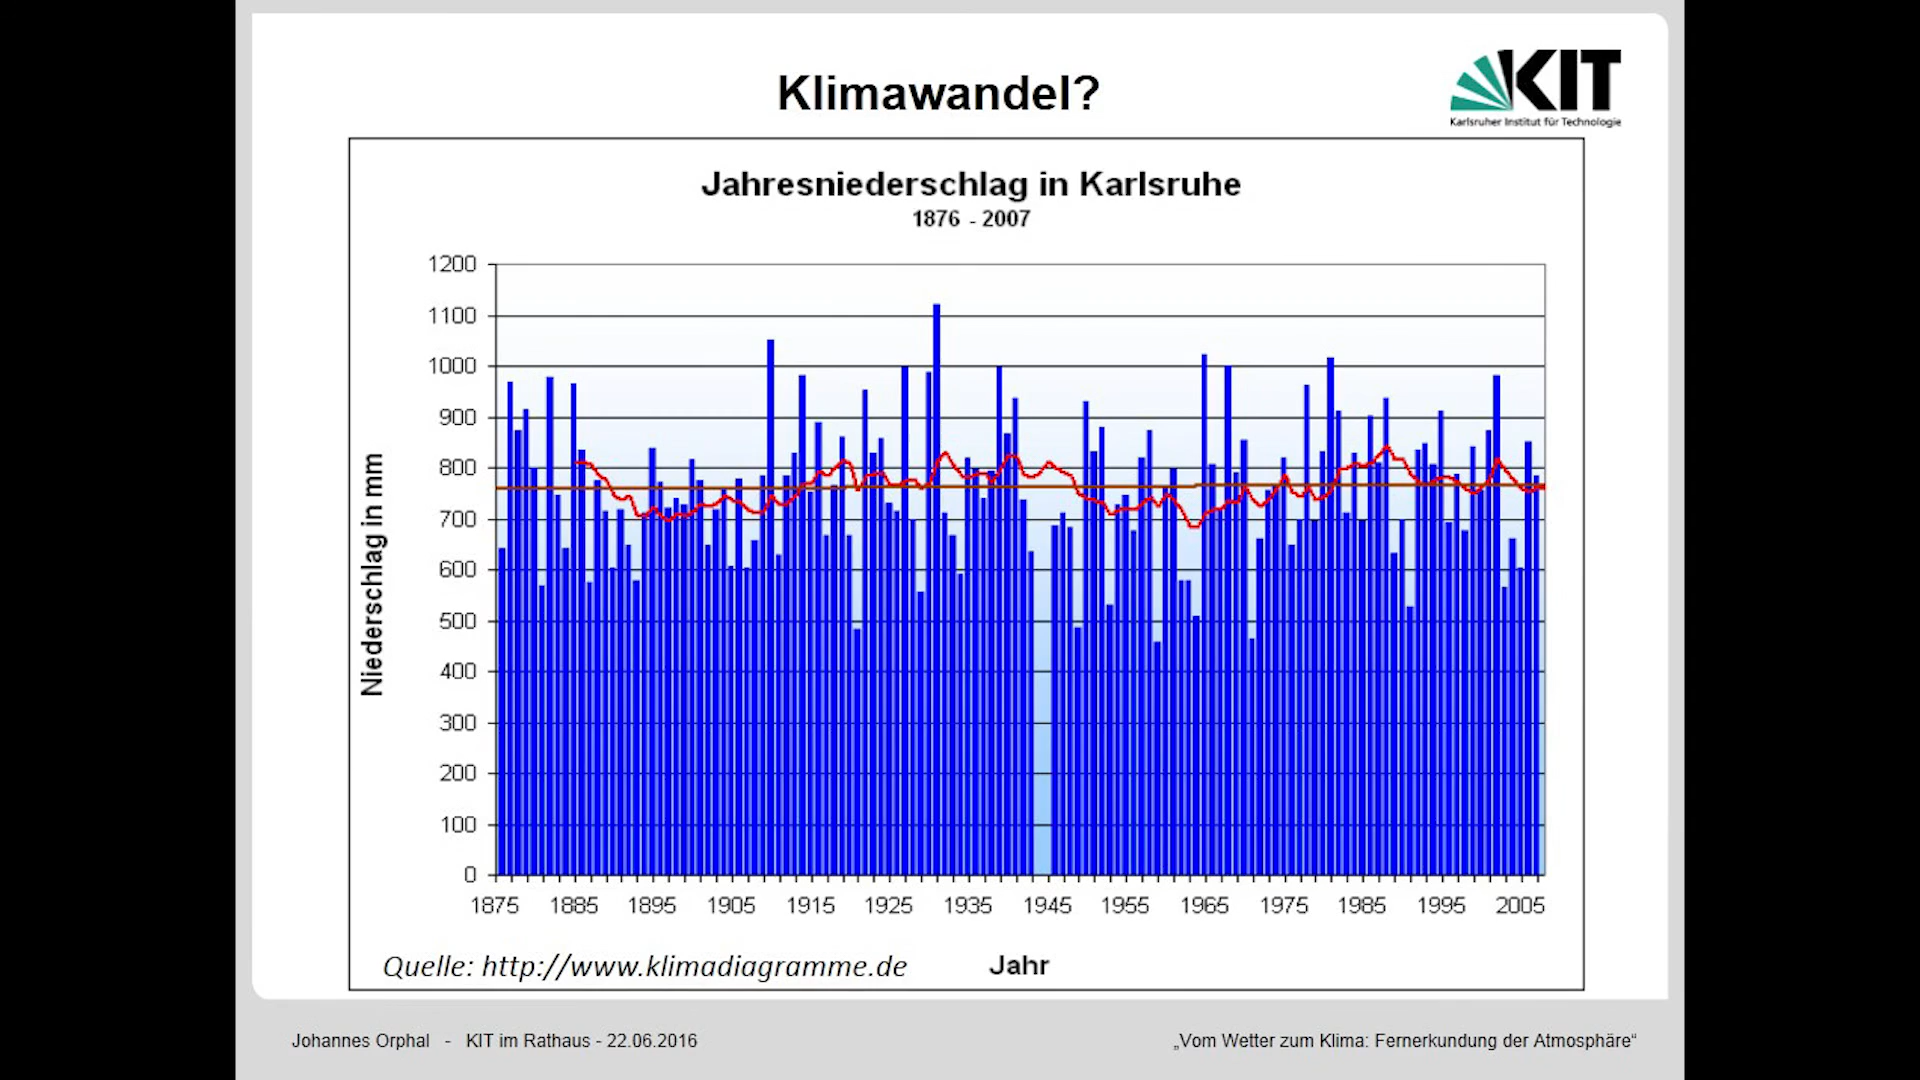 Klimawandel?
KIT
Karlsruher Institut für Technologie
Jahresniederschlag in Karlsruhe
1876 - 2007
Niederschlag in mm
1200
1100
1000
900
800
700
600
500
400
300
200
100
0
1875 1885 1895 1905 1915 1925 1935 1945 1955 1965 1975 1985 1995 2005
Quelle: http://www.klimadiagramme.de
Jahr
Johannes Orphal - KIT im Rathaus - 22.06.2016
„Vom Wetter zum Klima: Fernerkundung der Atmosphäre“